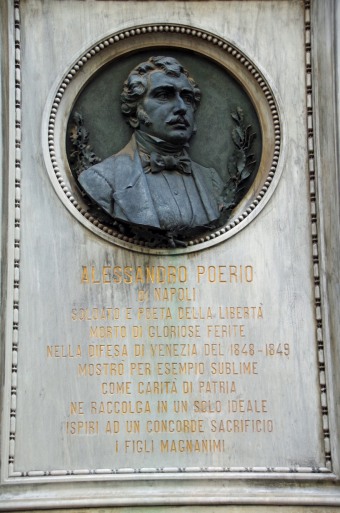 ALESSANDRO POERIO
DI NAPOLI
SOLDATO E POETA DELLA LIBERTÀ
MORTO DI GLORIOSE FERITE
NELLA DIFESA DI VENEZIA DEL 1848-1849
MOSTRÒ PER ESEMPIO SUBLIME
COME CARITÀ DI PATRIA
NE RACCOLGA IN UN SOLO IDEALE
ISPIRI AD UN CONCORDE SACRIFICIO
I FIGLI MAGNANIMI